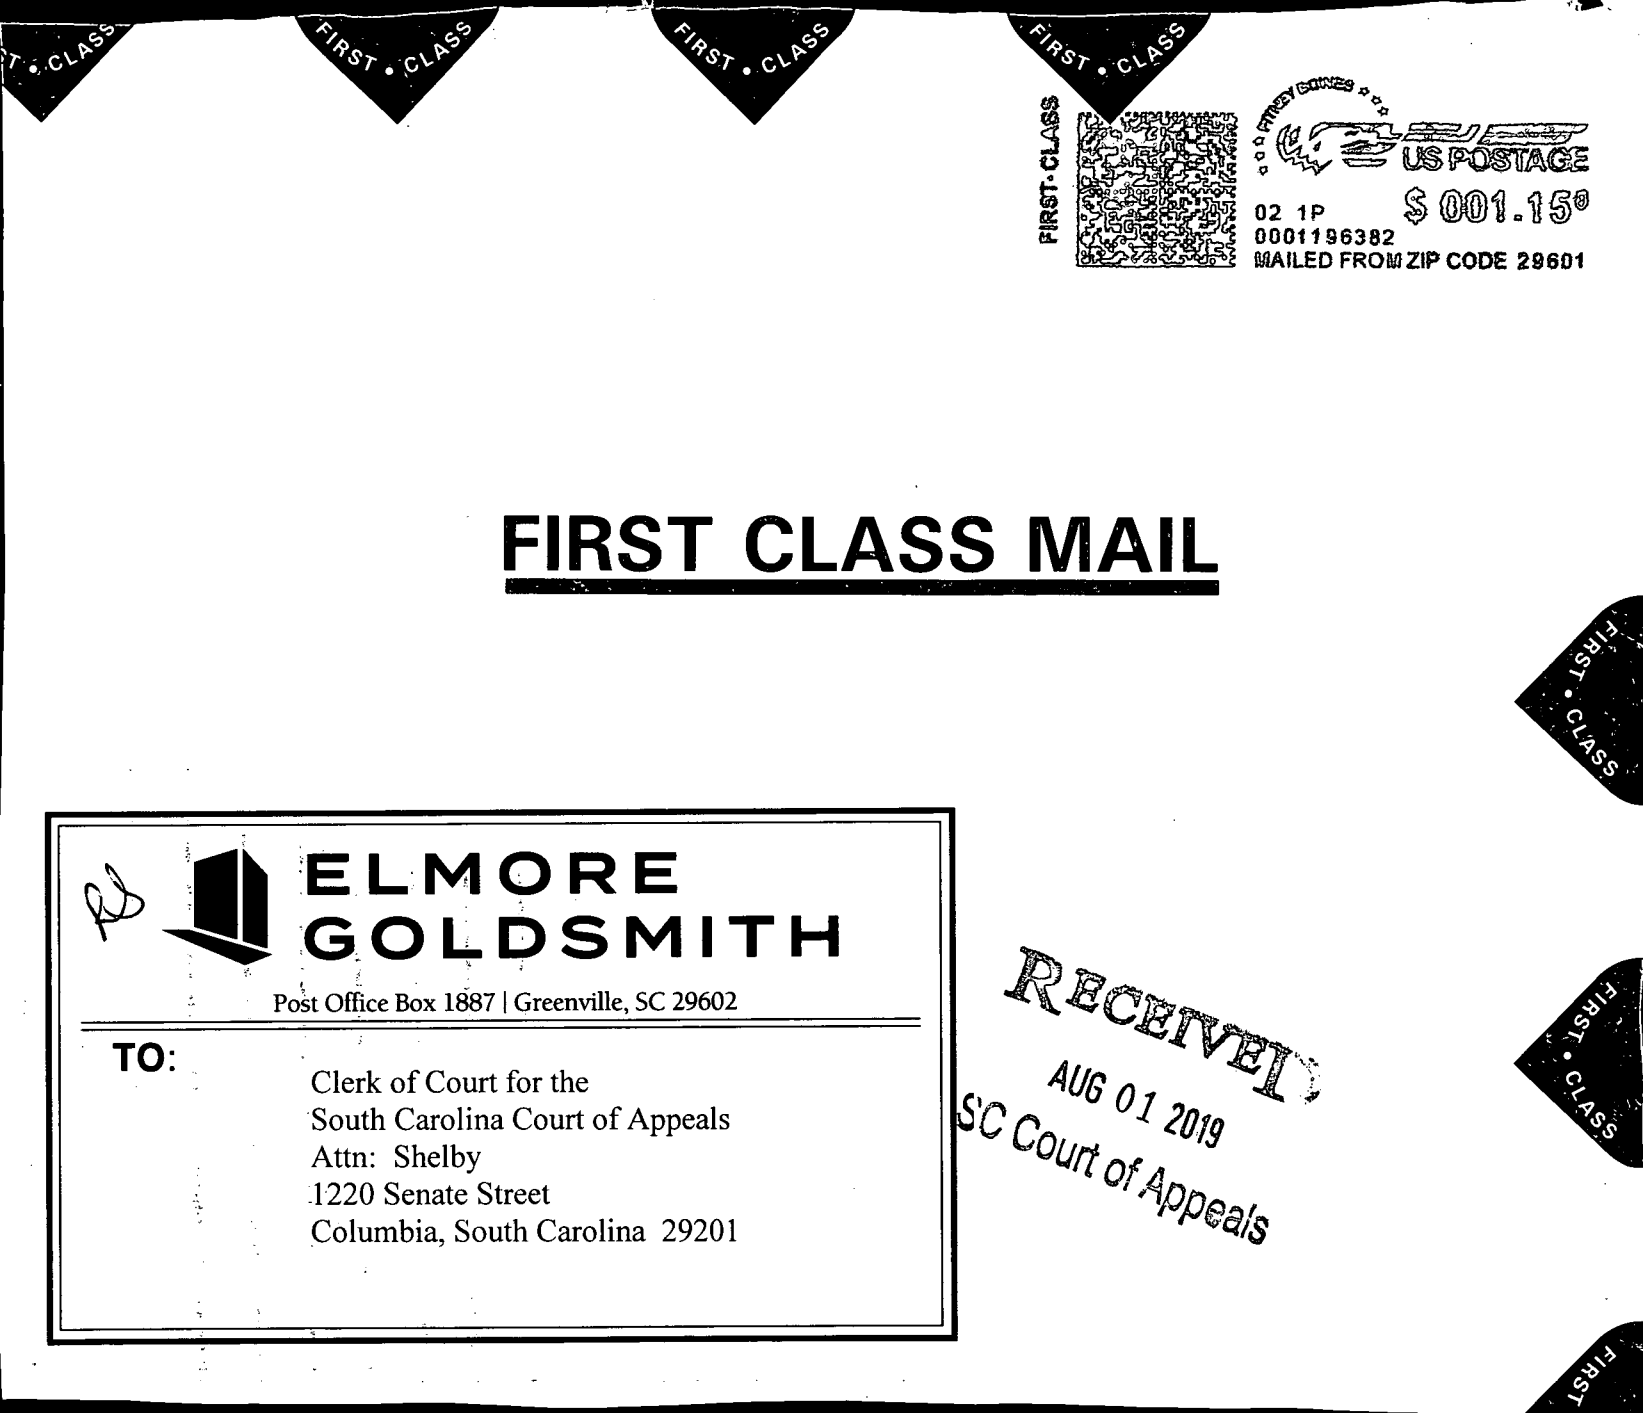 T • CLASS
FIRST • CLASS
FIRST • CLASS
FIRST • CLASS
FIRST • CLASS
PITNEY BOWES
US POSTAGE
02 1P
$ 001.15⁰
0001196382
MAILED FROM ZIP CODE 29601
FIRST CLASS MAIL
FIRST • CLASS
ELMORE
GOLDSMITH
Post Office Box 1887 | Greenville, SC 29602
TO:
Clerk of Court for the
South Carolina Court of Appeals
Attn: Shelby
1220 Senate Street
Columbia, South Carolina 29201
RECEIVED
AUG 01 2019
SC Court of Appeals
FIRST • CLASS
FIRST